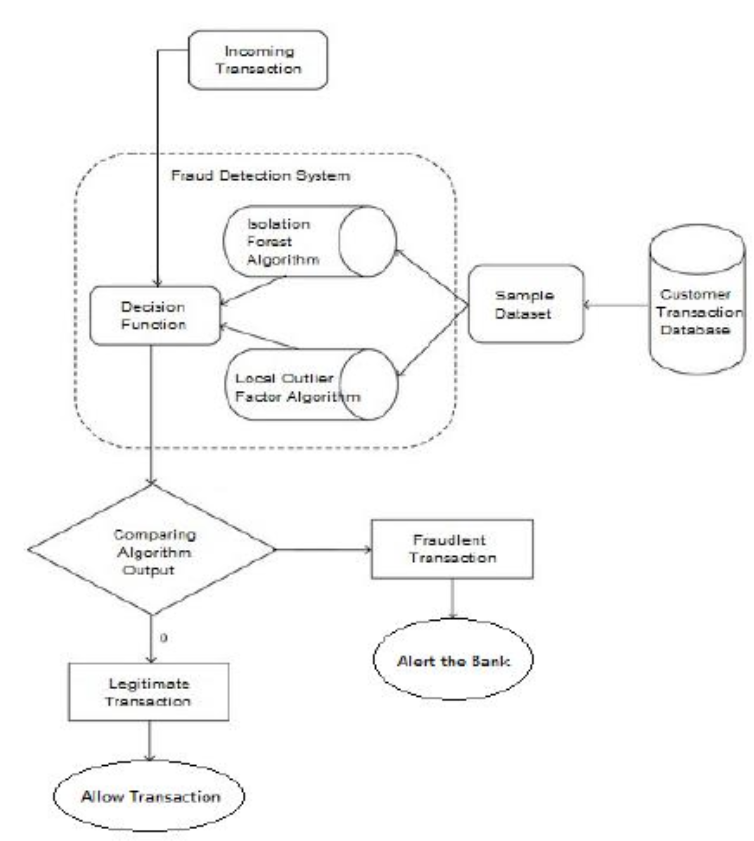 Incoming
Transaction
Fraud Detection System
Isolation
Forest
Algorithm
Decision
Function
Sample
Dataset
Customer
Transaction
Database
Local Outlier
Factor Algorithm
Comparing
Algorithm
Output
Fraudlent
Transaction
0
Alert the Bank
Legitimate
Transaction
Allow Transaction